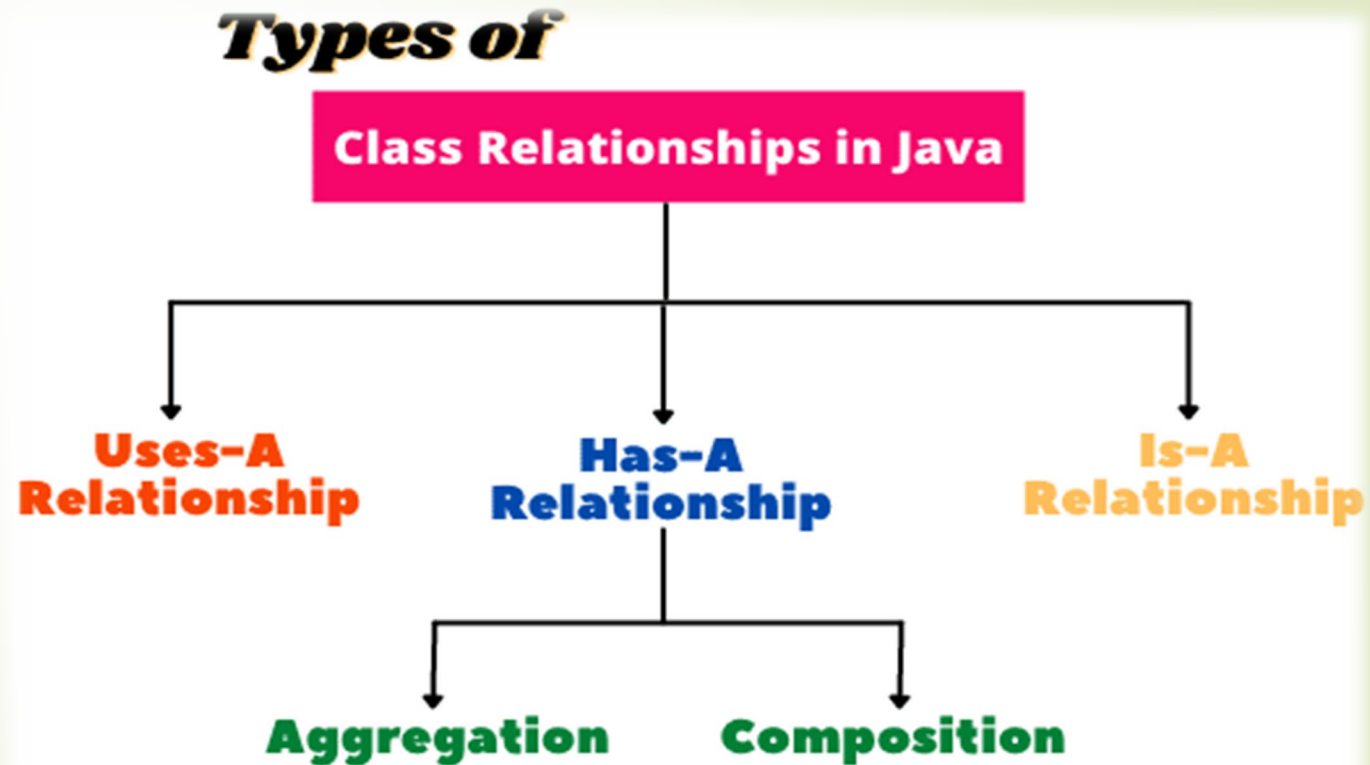 Types of
Class Relationships in Java
Uses-A
Relationship
Has-A
Relationship
Is-A
Relationship
Aggregation
Composition